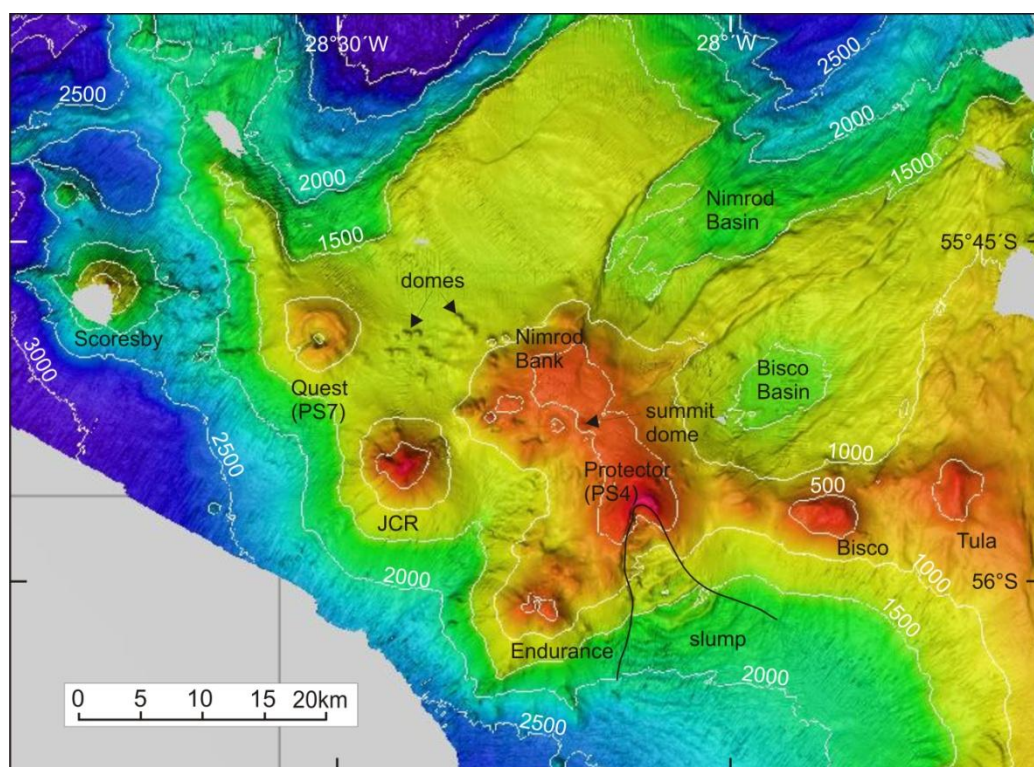 28°30´W
28°W
2500
2500
2000
2000
1500
1500
Nimrod
Basin
55°45´S
domes
Scoresby
Nimrod
Bank
3000
Quest
(PS7)
Bisco
Basin
summit
dome
2500
1000
Protector
(PS4)
500
JCR
Bisco
Tula
2000
1000
56°S
1500
Endurance
slump
2000
0 5 10 15 20km
2500